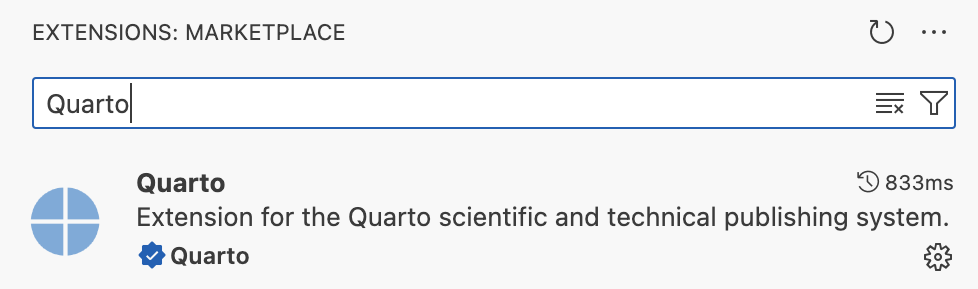 EXTENSIONS: MARKETPLACE
Quarto
Quarto
833ms
Extension for the Quarto scientific and technical publishing system.
Quarto